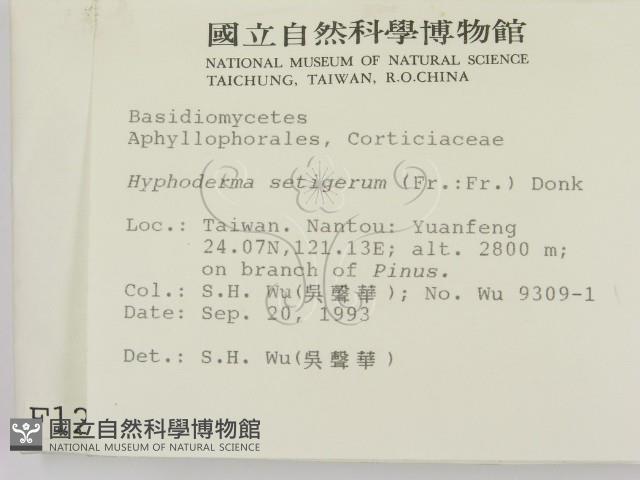 國立自然科學博物館
NATIONAL MUSEUM OF NATURAL SCIENCE
TAICHUNG, TAIWAN, R.O.CHINA
Basidiomycetes
Aphyllophorales, Corticiaceae
Hyphoderma setigerum (Fr.:Fr.) Donk
Loc.: Taiwan. Nantou: Yuanfeng
24.07N,121.13E; alt. 2800 m;
on branch of Pinus.
Col.: S.H. Wu(吳聲華); No. Wu 9309-1
Date: Sep. 20, 1993
Det.: S.H. Wu(吳聲華)
國立自然科學博物館
NATIONAL MUSEUM OF NATURAL SCIENCE